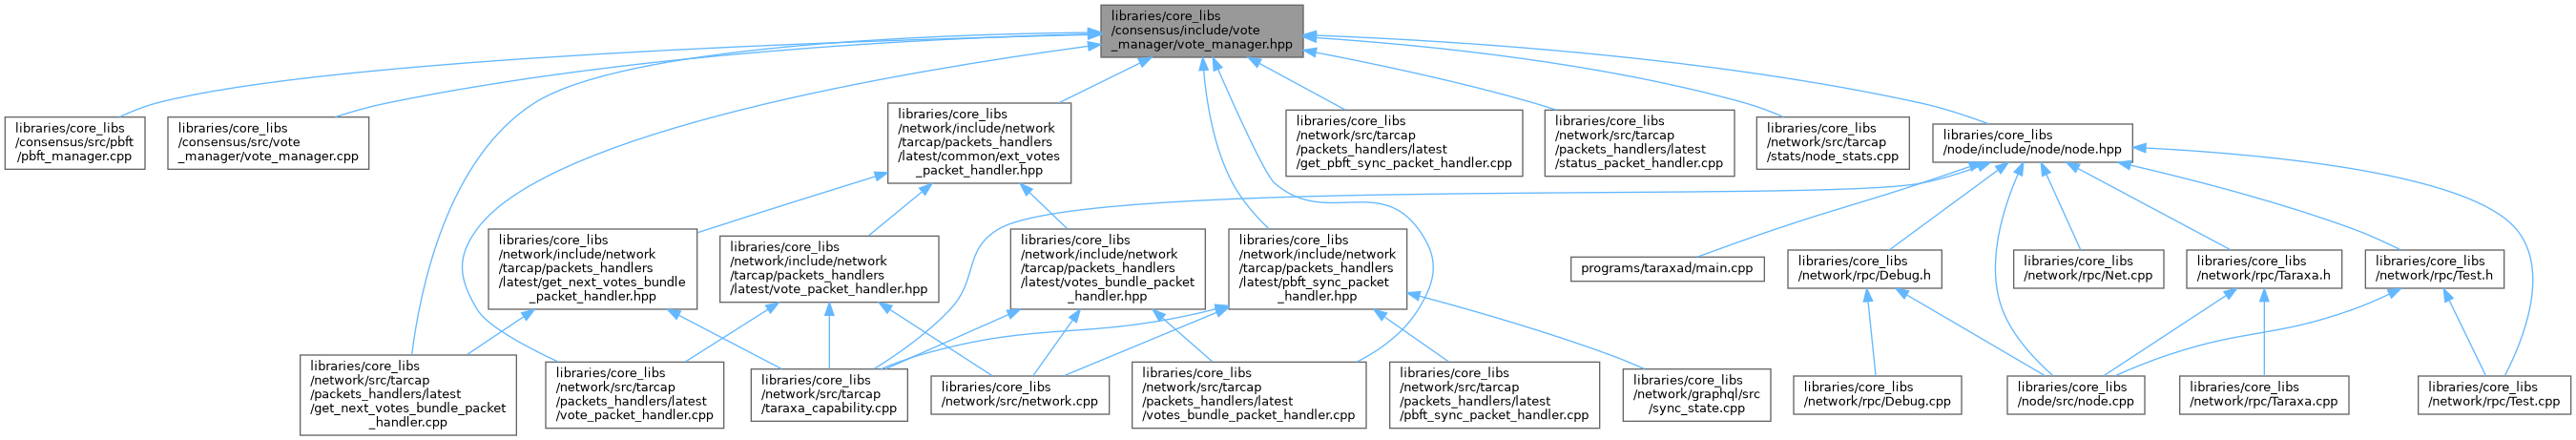 libraries/core_libs
/consensus/include/vote
_manager/vote_manager.hpp
libraries/core_libs
/consensus/src/pbft
/pbft_manager.cpp
libraries/core_libs
/consensus/src/vote
_manager/vote_manager.cpp
libraries/core_libs
/network/include/network
/tarcap/packets_handlers
/latest/common/ext_votes
_packet_handler.hpp
libraries/core_libs
/network/src/tarcap
/packets_handlers/latest
/get_pbft_sync_packet_handler.cpp
libraries/core_libs
/network/src/tarcap
/packets_handlers/latest
/status_packet_handler.cpp
libraries/core_libs
/network/src/tarcap
/stats/node_stats.cpp
libraries/core_libs
/node/include/node/node.hpp
libraries/core_libs
/network/include/network
/tarcap/packets_handlers
/latest/get_next_votes_bundle
_packet_handler.hpp
libraries/core_libs
/network/include/network
/tarcap/packets_handlers
/latest/vote_packet_handler.hpp
libraries/core_libs
/network/include/network
/tarcap/packets_handlers
/latest/votes_bundle_packet
_handler.hpp
libraries/core_libs
/network/include/network
/tarcap/packets_handlers
/latest/pbft_sync_packet
_handler.hpp
programs/taraxad/main.cpp
libraries/core_libs
/network/rpc/Debug.h
libraries/core_libs
/network/rpc/Net.cpp
libraries/core_libs
/network/rpc/Taraxa.h
libraries/core_libs
/network/rpc/Test.h
libraries/core_libs
/network/src/tarcap
/packets_handlers/latest
/get_next_votes_bundle_packet
_handler.cpp
libraries/core_libs
/network/src/tarcap
/packets_handlers/latest
/vote_packet_handler.cpp
libraries/core_libs
/network/src/tarcap
/taraxa_capability.cpp
libraries/core_libs
/network/src/network.cpp
libraries/core_libs
/network/src/tarcap
/packets_handlers/latest
/votes_bundle_packet_handler.cpp
libraries/core_libs
/network/src/tarcap
/packets_handlers/latest
/pbft_sync_packet_handler.cpp
libraries/core_libs
/network/graphql/src
/sync_state.cpp
libraries/core_libs
/network/rpc/Debug.cpp
libraries/core_libs
/node/src/node.cpp
libraries/core_libs
/network/rpc/Taraxa.cpp
libraries/core_libs
/network/rpc/Test.cpp